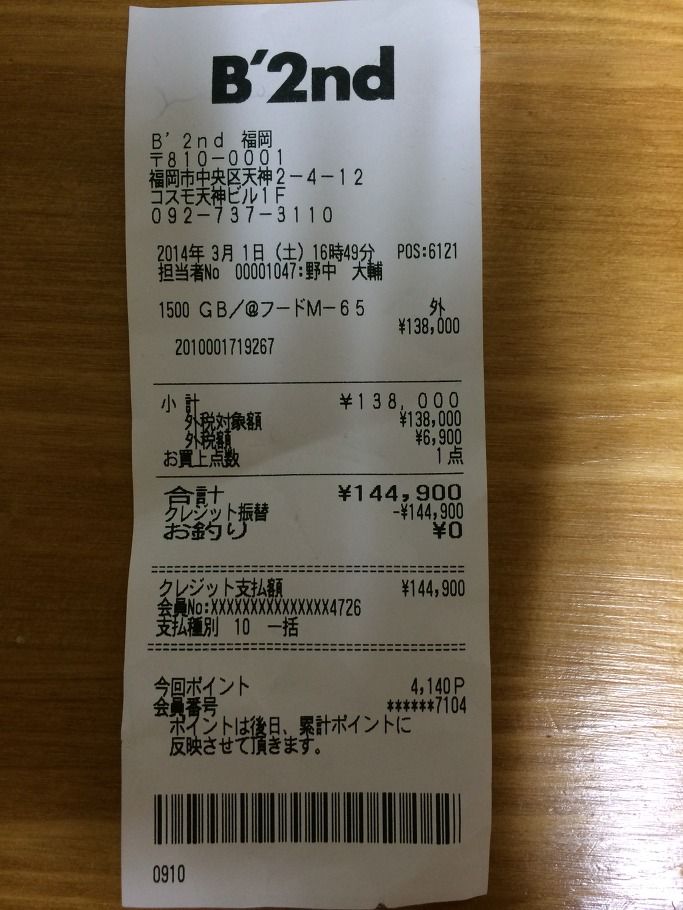 B'2nd
B' 2nd 福岡
〒810-0001
福岡市中央区天神2-4-12
コスモ天神ビル1F
092-737-3110
2014年 3月 1日(土)16時49分 POS:6121
担当者No 00001047:野中 大輔
1500 GB/@フードM-65 外
¥138,000
2010001719267
小計 ¥138,000
外税対象額 ¥138,000
外税額 ¥6,900
お買上点数 1点
合計 ¥144,900
クレジット振替 -¥144,900
お釣り ¥0
クレジット支払額 ¥144,900
会員No:XXXXXXXXXXXXXXX4726
支払種別 10 一括
今回ポイント 4,140P
会員番号 ******7104
ポイントは後日、累計ポイントに
反映させて頂きます。
0910